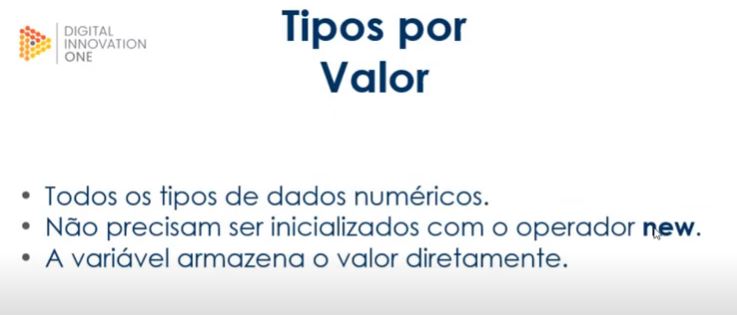 DIGITAL
INNOVATION
ONE
Tipos por
Valor
• Todos os tipos de dados numéricos.
• Não precisam ser inicializados com o operador new.
• A variável armazena o valor diretamente.